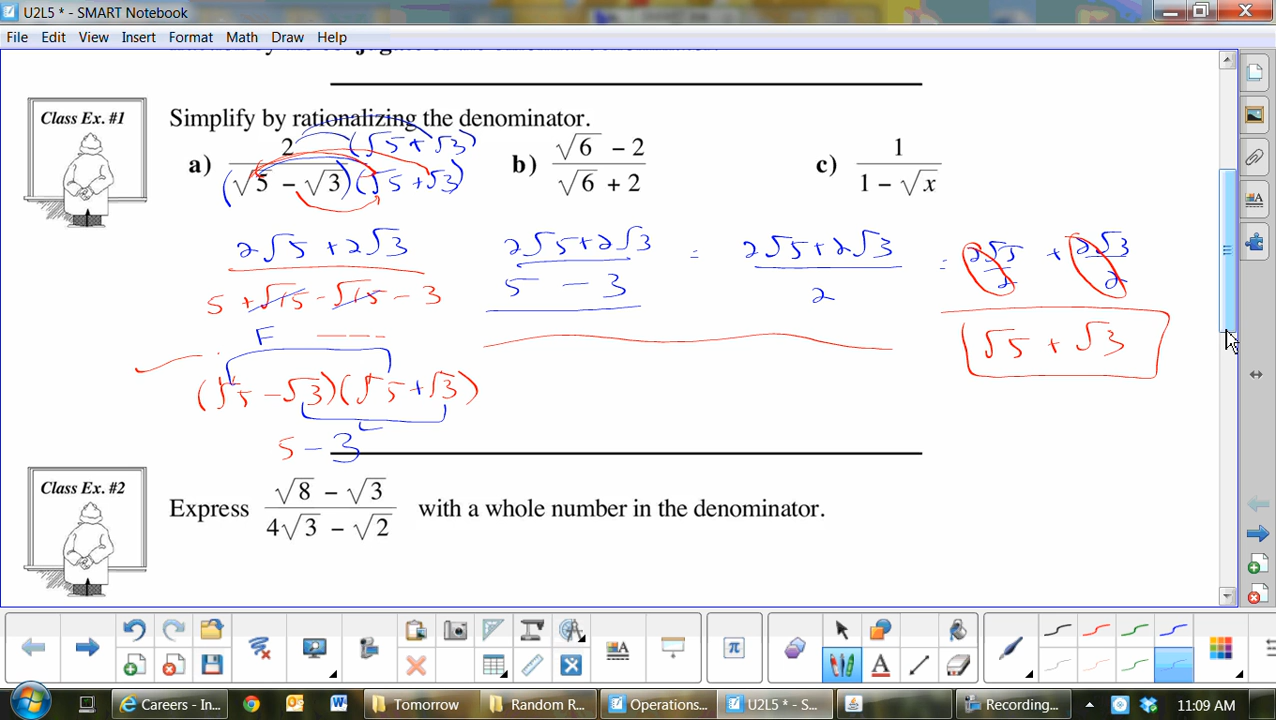 U2L5 * - SMART Notebook
File Edit View Insert Format Math Draw Help
Class Ex. #1
Simplify by rationalizing the denominator.
a) 2 (√5 + √3)
(√5 − √3)(√5 + √3)
b) √6 − 2
√6 + 2
c) 1
1 − √x
2√5 + 2√3
5 + √15 − √15 − 3
2√5 + 2√3
5 − 3
=
2√5 + 2√3
2
= 2√5 + 2√3
2 2
√5 + √3
F
(√5 − √3)(√5 + √3)
L
5 − 3
Class Ex. #2
Express √8 − √3 with a whole number in the denominator.
4√3 − √2
π
A
Careers - In...
Tomorrow
Random R...
Operations...
U2L5 * - S...
Recording...
11:09 AM